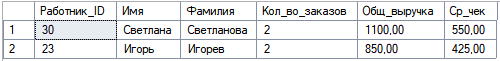 Работник_ID Имя Фамилия Кол_во_заказов Общ_выручка Ср_чек
1 30 Светлана Светланова 2 1100,00 550,00
2 23 Игорь Игорев 2 850,00 425,00